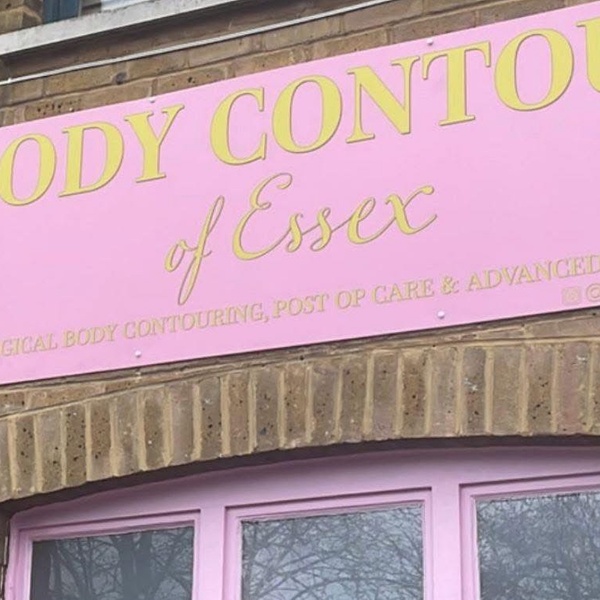 ODY CONTOU
of Essex
GICAL BODY CONTOURING, POST OP CARE & ADVANCED